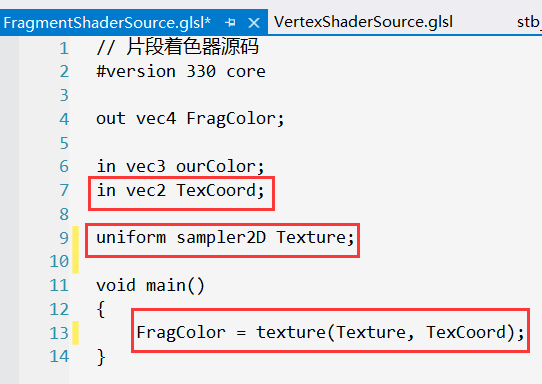 FragmentShaderSource.glsl* VertexShaderSource.glsl stb_
1 // 片段着色器源码
2 #version 330 core
3
4 out vec4 FragColor;
5
6 in vec3 ourColor;
7 in vec2 TexCoord;
8
9 uniform sampler2D Texture;
10
11 void main()
12 {
13 FragColor = texture(Texture, TexCoord);
14 }